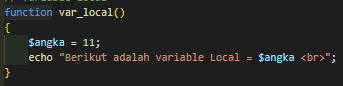 function var_local()
{
    $angka = 11;
    echo "Berikut adalah variable Local = $angka <br>";
}